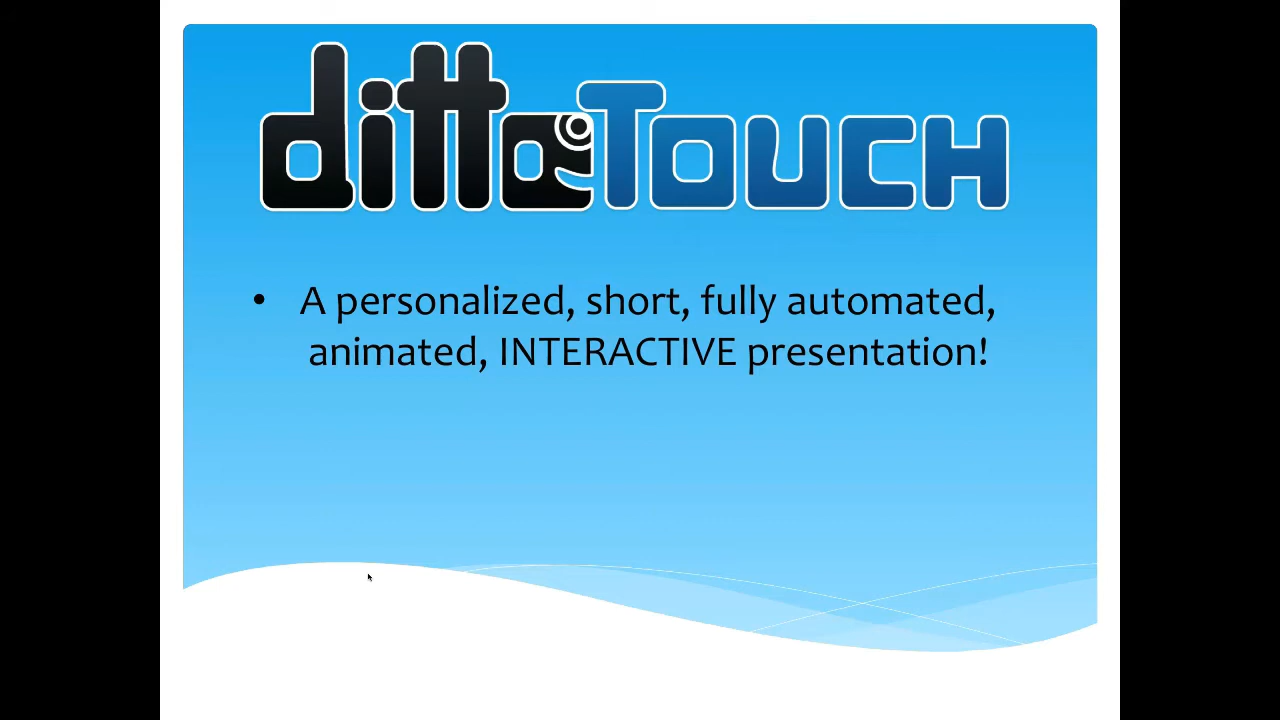 dittoTouch
• A personalized, short, fully automated,
animated, INTERACTIVE presentation!